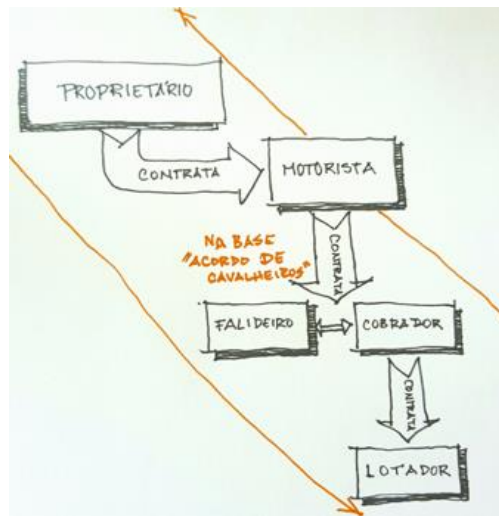 PROPRIETÁRIO
CONTRATA
MOTORISTA
NA BASE
"ACORDO DE
CAVALHEIROS"
CONTRATA
FALIDEIRO
COBRADOR
CONTRATA
LOTADOR